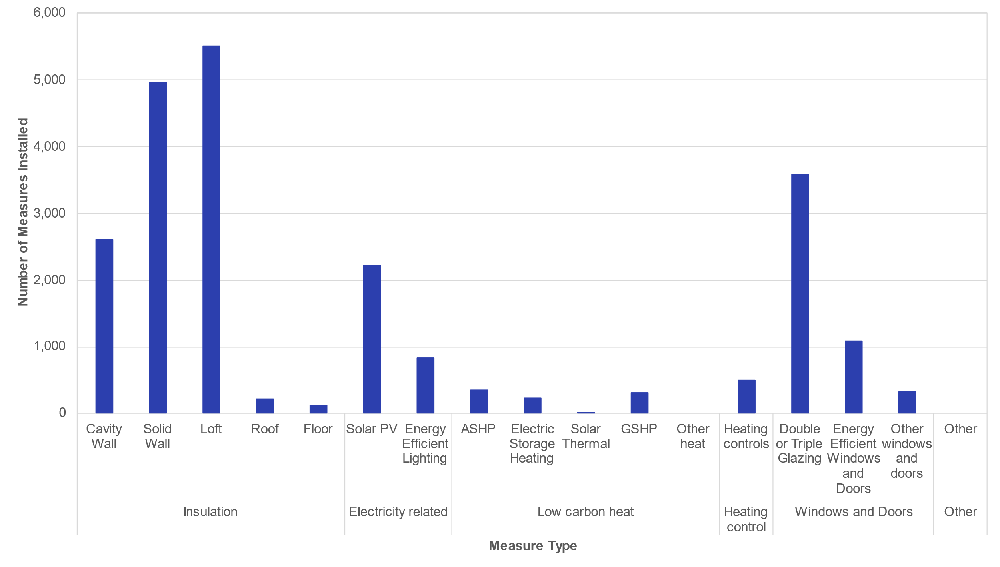 6,000
5,000
4,000
3,000
2,000
1,000
0
Number of Measures Installed
Cavity
Wall
Solid
Wall
Loft
Roof
Floor
Solar PV
Energy
Efficient
Lighting
ASHP
Electric
Storage
Heating
Solar
Thermal
GSHP
Other
heat
Heating
controls
Double
or Triple
Glazing
Energy
Efficient
Windows
and
Doors
Other
windows
and
doors
Other
Insulation
Electricity related
Low carbon heat
Heating
control
Windows and Doors
Other
Measure Type